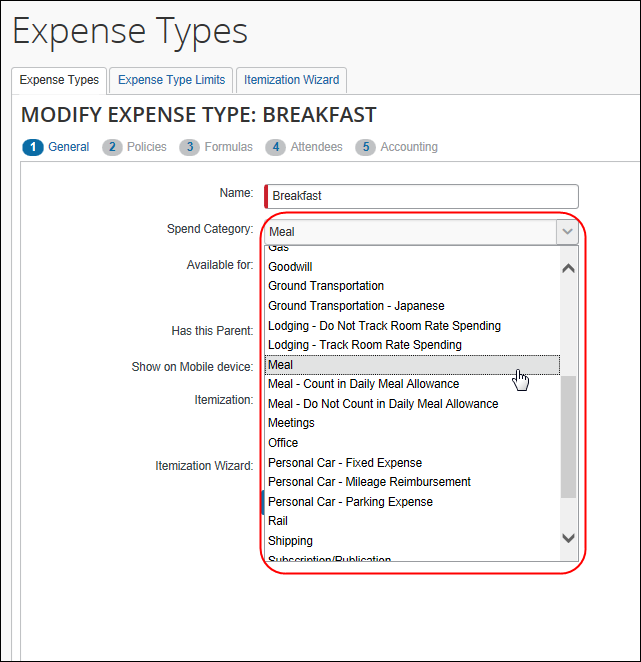 Expense Types
Expense Types Expense Type Limits Itemization Wizard
MODIFY EXPENSE TYPE: BREAKFAST
1 General 2 Policies 3 Formulas 4 Attendees 5 Accounting
Name: Breakfast
Spend Category: Meal
Gas
Available for: Goodwill
Ground Transportation
Ground Transportation - Japanese
Has this Parent: Lodging - Do Not Track Room Rate Spending
Lodging - Track Room Rate Spending
Show on Mobile device: Meal
Meal - Count in Daily Meal Allowance
Itemization: Meal - Do Not Count in Daily Meal Allowance
Meetings
Office
Itemization Wizard: Personal Car - Fixed Expense
Personal Car - Mileage Reimbursement
Personal Car - Parking Expense
Rail
Shipping
Subscription/Publication